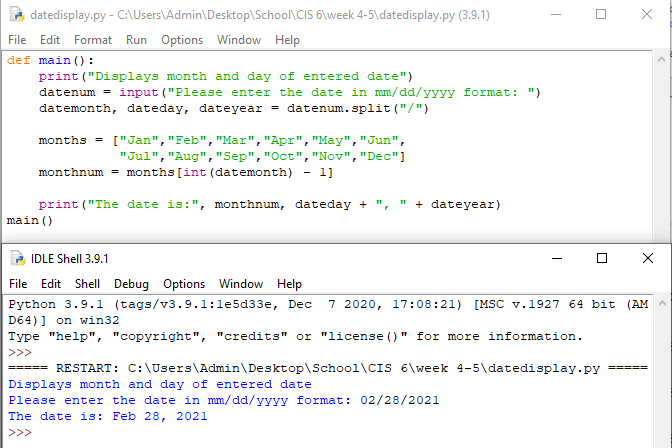 datedisplay.py - C:\Users\Admin\Desktop\School\CIS 6\week 4-5\datedisplay.py (3.9.1)
File Edit Format Run Options Window Help
def main():
    print("Displays month and day of entered date")
    datenum = input("Please enter the date in mm/dd/yyyy format: ")
    datemonth, dateday, dateyear = datenum.split("/")
    months = ["Jan","Feb","Mar","Apr","May","Jun",
              "Jul","Aug","Sep","Oct","Nov","Dec"]
    monthnum = months[int(datemonth) - 1]
    print("The date is:", monthnum, dateday + ", " + dateyear)
main()
IDLE Shell 3.9.1
File Edit Shell Debug Options Window Help
Python 3.9.1 (tags/v3.9.1:1e5d33e, Dec  7 2020, 17:08:21) [MSC v.1927 64 bit (AM
D64)] on win32
Type "help", "copyright", "credits" or "license()" for more information.
>>>
===== RESTART: C:\Users\Admin\Desktop\School\CIS 6\week 4-5\datedisplay.py =====
Displays month and day of entered date
Please enter the date in mm/dd/yyyy format: 02/28/2021
The date is: Feb 28, 2021
>>>